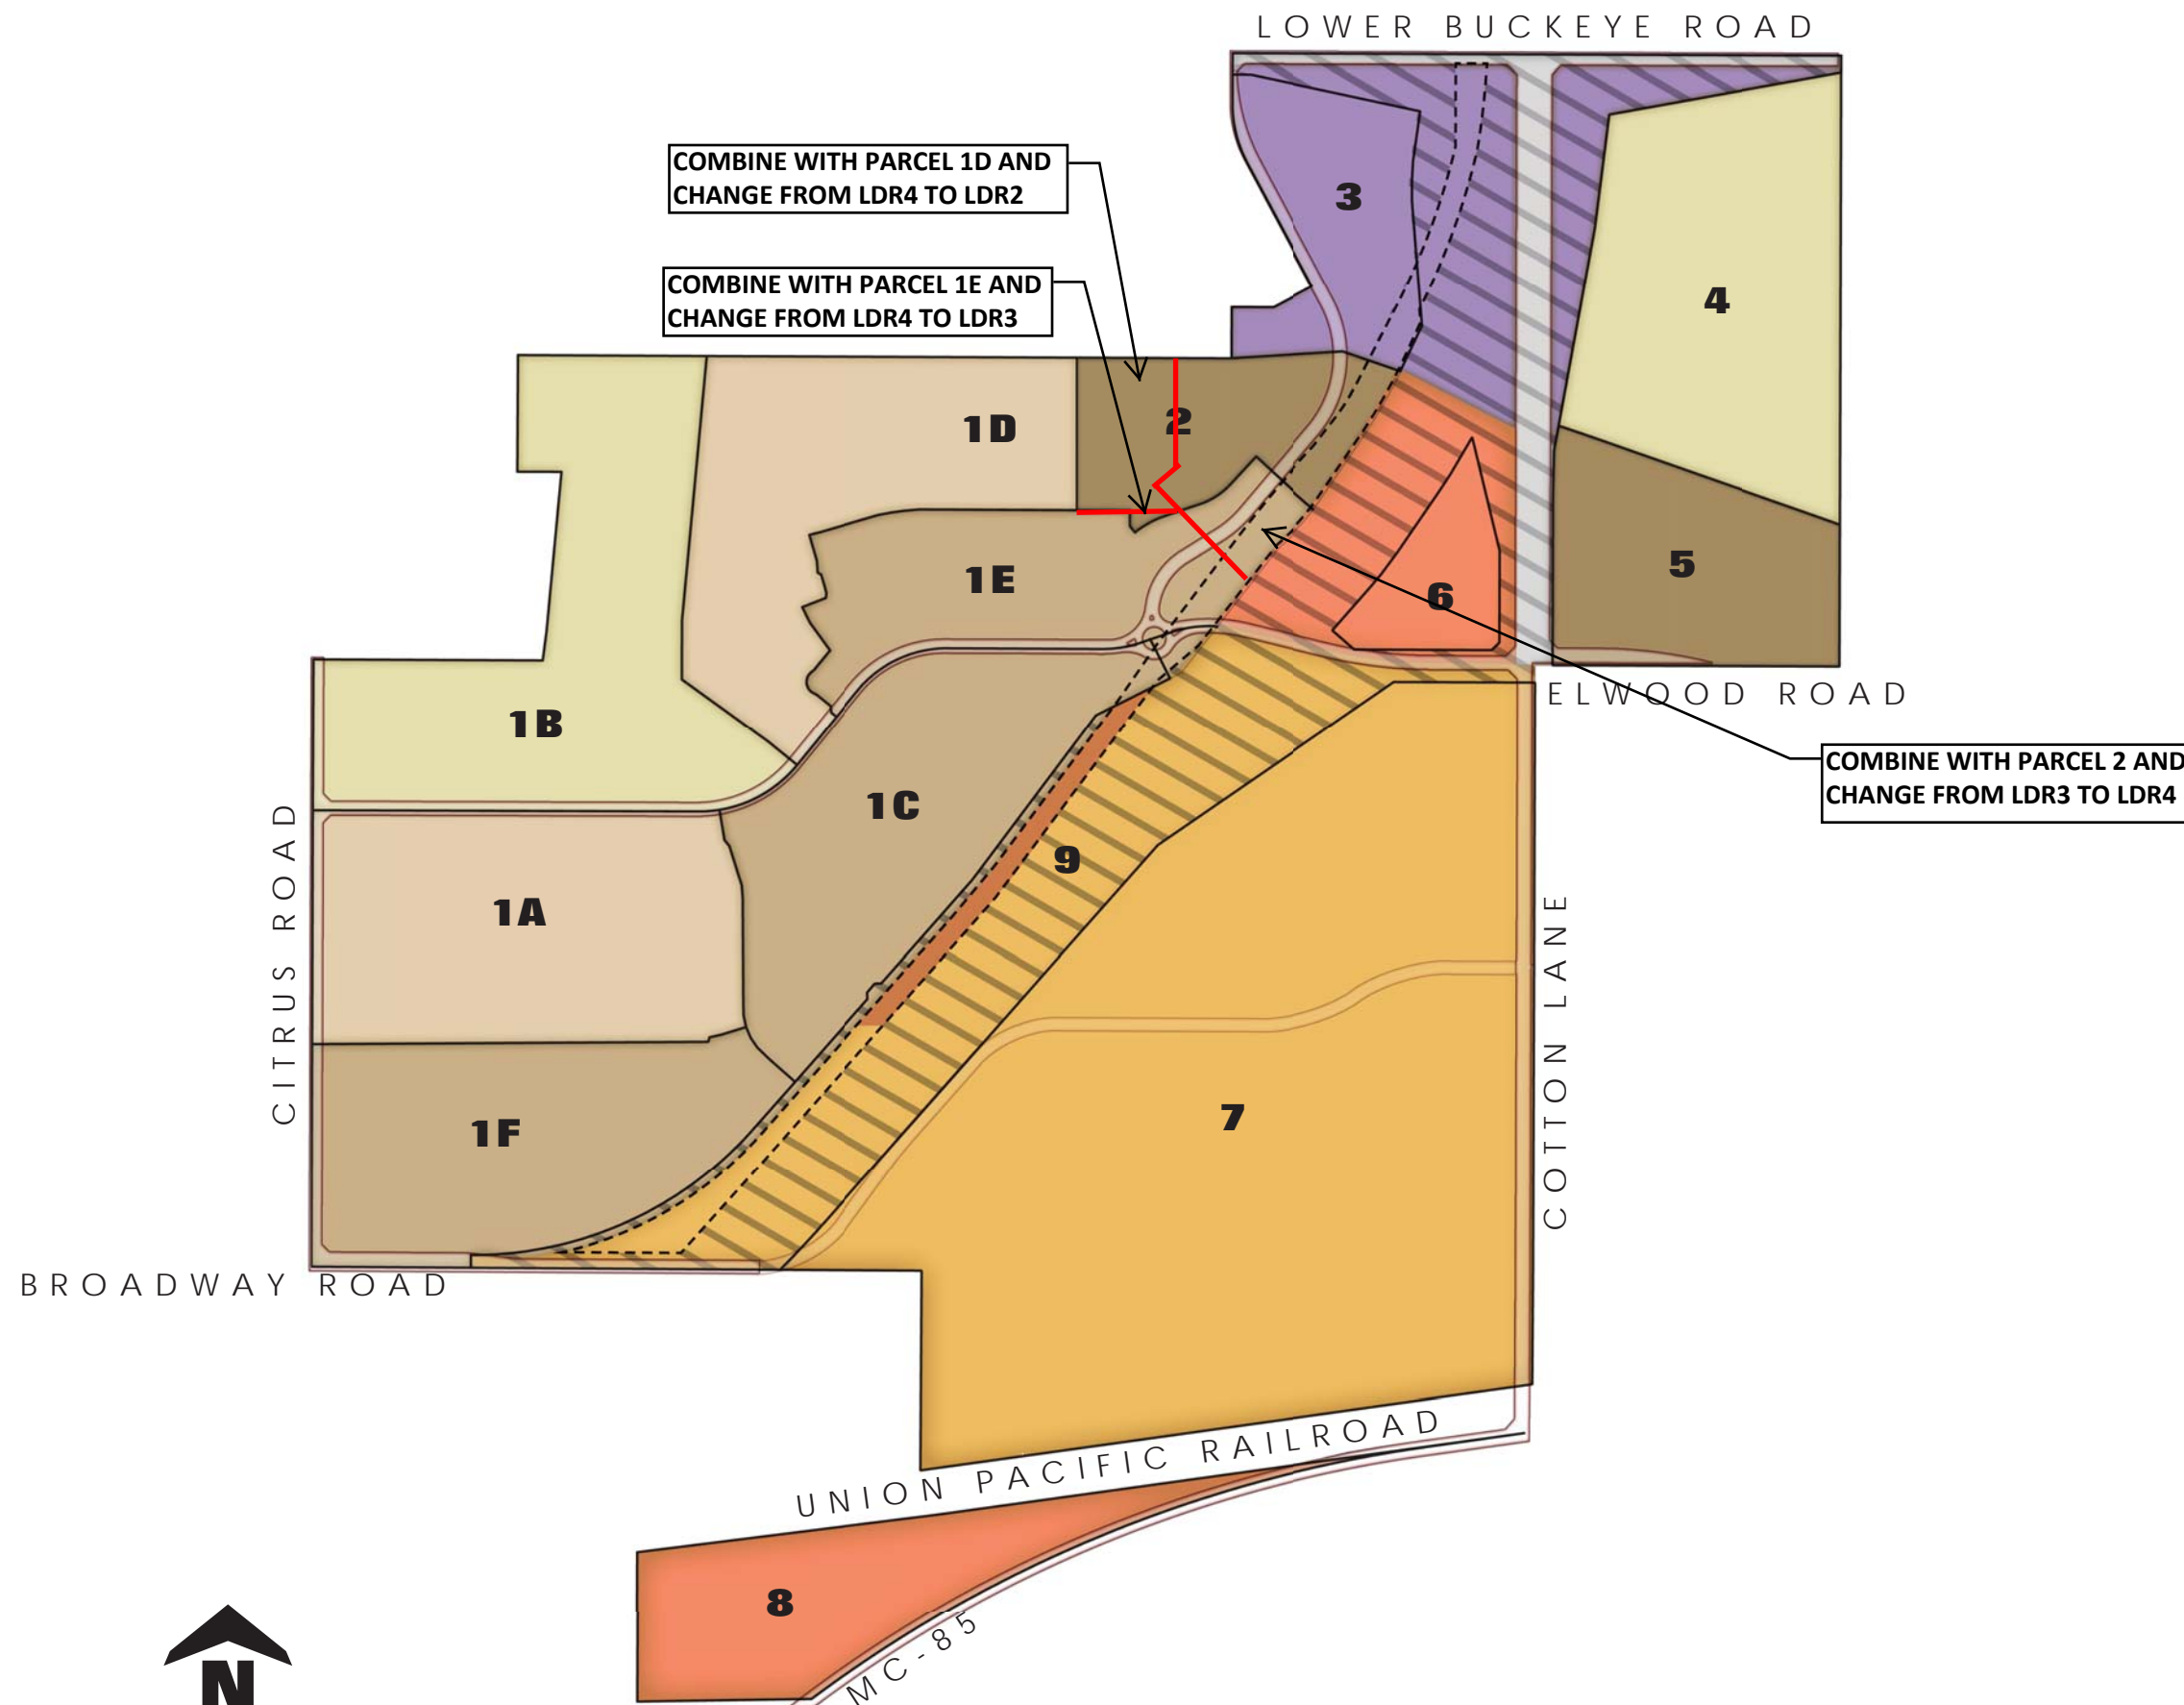 LOWER BUCKEYE ROAD
COMBINE WITH PARCEL 1D AND
CHANGE FROM LDR4 TO LDR2
3
COMBINE WITH PARCEL 1E AND
CHANGE FROM LDR4 TO LDR3
4
1D
2
1E
5
6
ELWOOD ROAD
1B
COMBINE WITH PARCEL 2 AND
CHANGE FROM LDR3 TO LDR4
1C
9
CITRUS ROAD
1A
COTTON LANE
7
1F
BROADWAY ROAD
UNION PACIFIC RAILROAD
8
MC-85
N